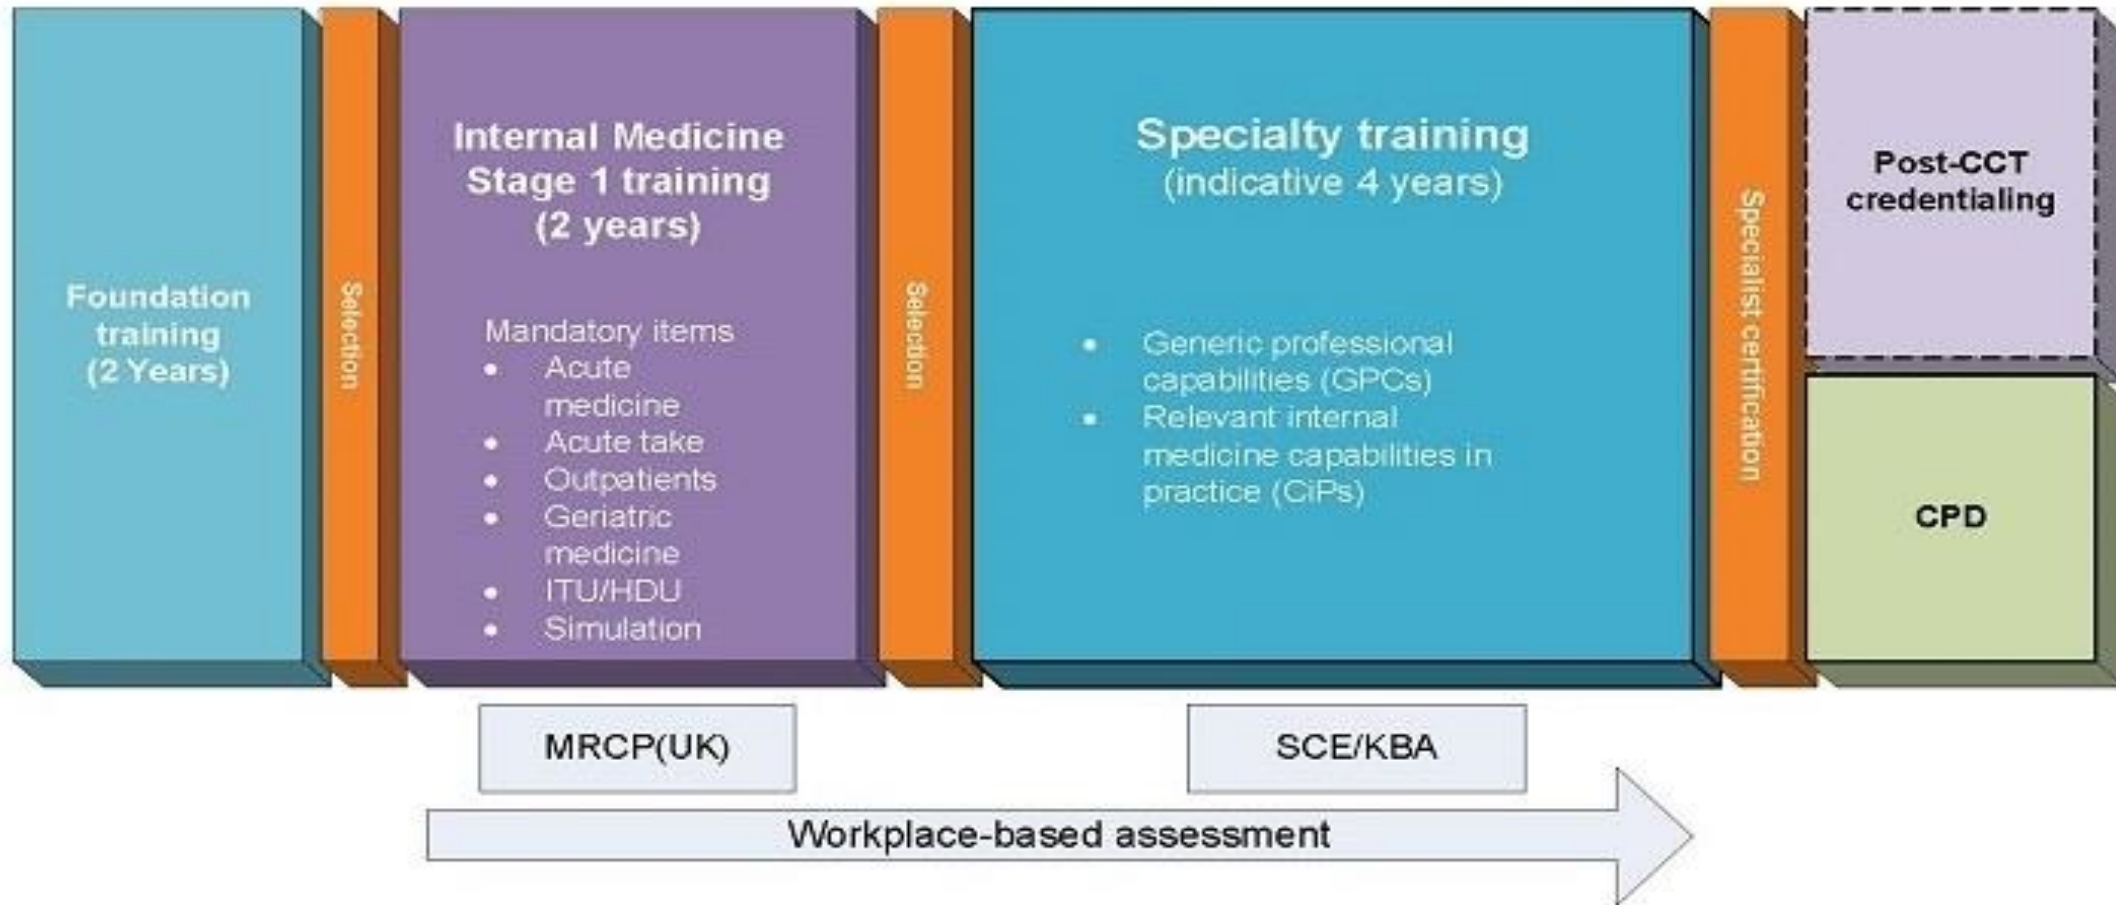 Foundation
training
(2 Years)
Selection
Internal Medicine
Stage 1 training
(2 years)
Mandatory items
• Acute
medicine
• Acute take
• Outpatients
• Geriatric
medicine
• ITU/HDU
• Simulation
Selection
Specialty training
(indicative 4 years)
• Generic professional
capabilities (GPCs)
• Relevant internal
medicine capabilities in
practice (CiPs)
Specialist certification
Post-CCT
credentialing
CPD
MRCP(UK)
SCE/KBA
Workplace-based assessment